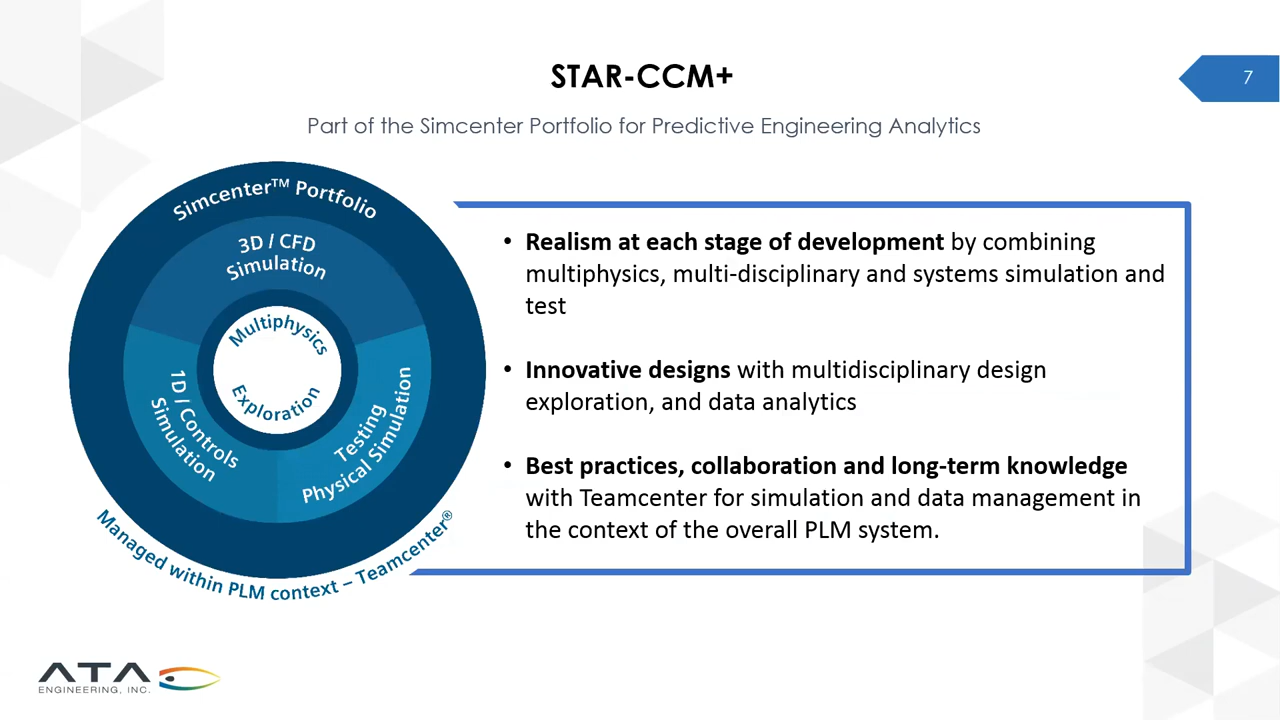 STAR-CCM+
7
Part of the Simcenter Portfolio for Predictive Engineering Analytics
Simcenter™ Portfolio
3D / CFD
Simulation
Multiphysics
Exploration
1D / Controls
Simulation
Testing
Physical Simulation
Managed within PLM context – Teamcenter®
• Realism at each stage of development by combining
multiphysics, multi-disciplinary and systems simulation and
test
• Innovative designs with multidisciplinary design
exploration, and data analytics
• Best practices, collaboration and long-term knowledge
with Teamcenter for simulation and data management in
the context of the overall PLM system.
ATA
ENGINEERING, INC.